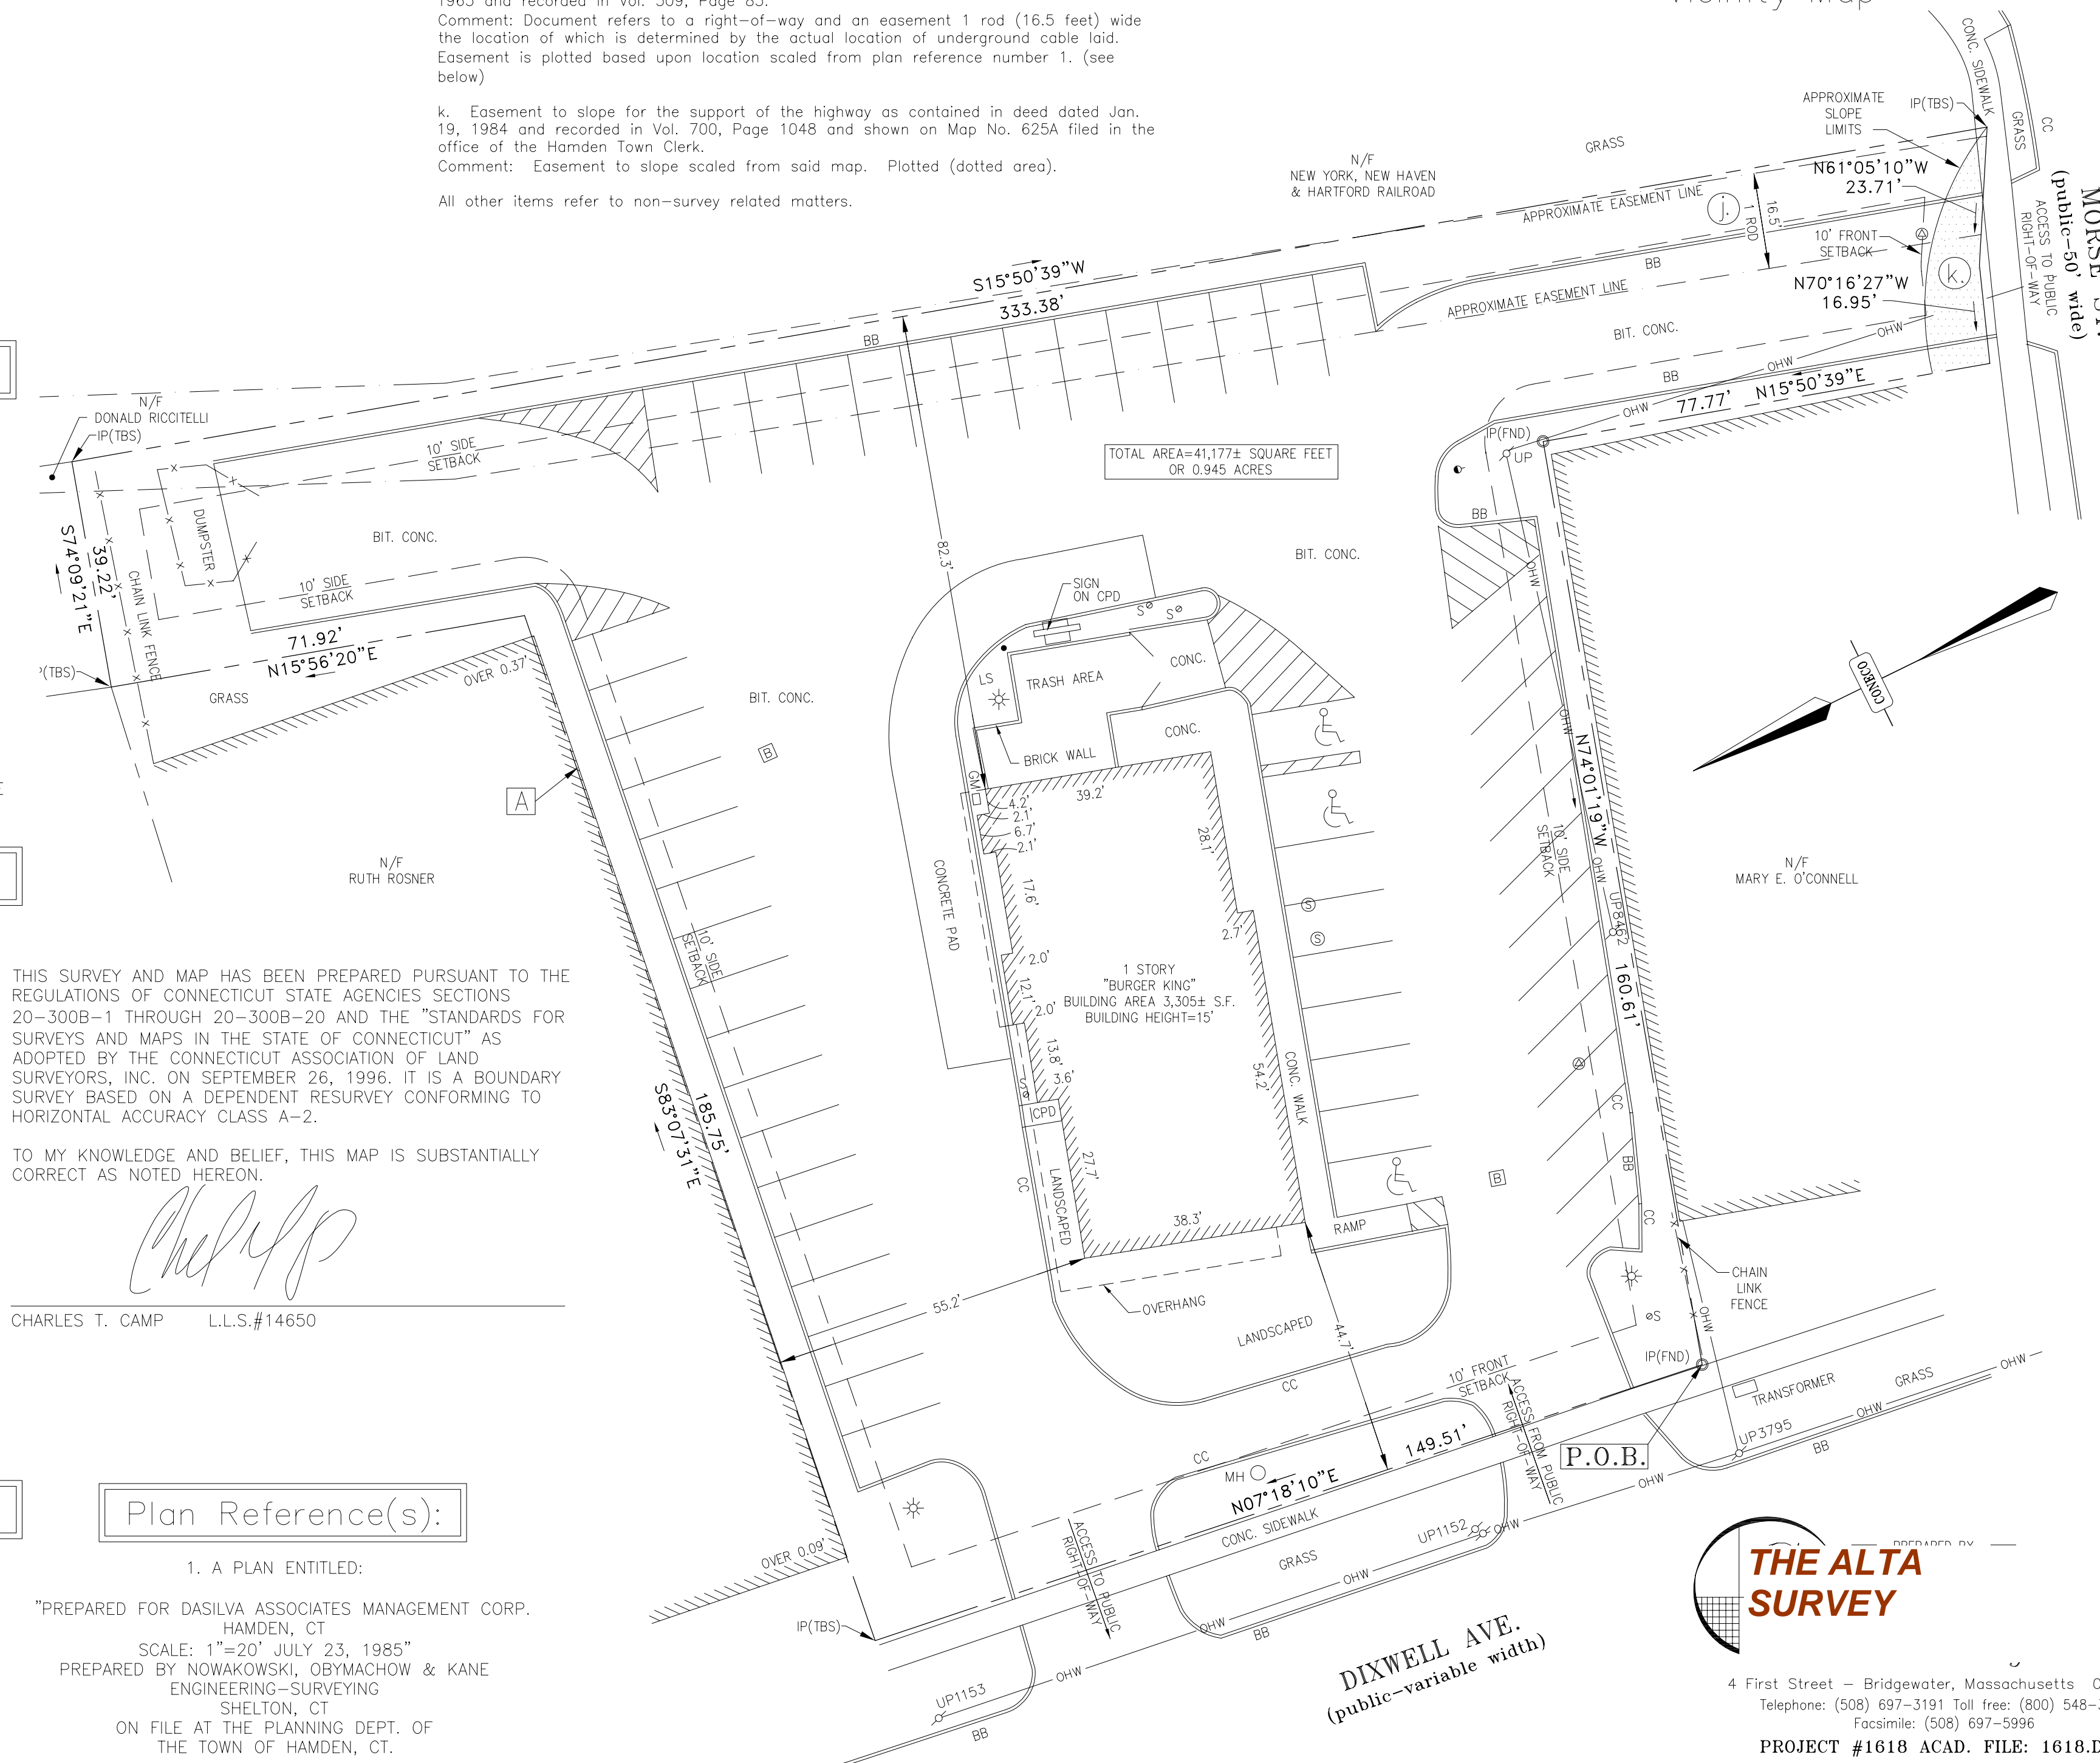 1965 and recorded in Vol. 509, Page 85.
Comment: Document refers to a right-of-way and an easement 1 rod (16.5 feet) wide
the location of which is determined by the actual location of underground cable laid.
Easement is plotted based upon location scaled from plan reference number 1. (see
below)
k. Easement to slope for the support of the highway as contained in deed dated Jan.
19, 1984 and recorded in Vol. 700, Page 1048 and shown on Map No. 625A filed in the
office of the Hamden Town Clerk.
Comment: Easement to slope scaled from said map. Plotted (dotted area).
All other items refer to non-survey related matters.
Vicinity Map
CONC. SIDEWALK
APPROXIMATE
SLOPE
LIMITS
IP(TBS)
GRASS
CC
GRASS
N/F
NEW YORK, NEW HAVEN
& HARTFORD RAILROAD
N61°05'10"W
23.71'
MORSE ST.
(public-50' wide)
ACCESS TO PUBLIC
RIGHT-OF-WAY
APPROXIMATE EASEMENT LINE
j.
16.5'
1 ROD
10' FRONT
SETBACK
k.
BB
N70°16'27"W
16.95'
S15°50'39"W
333.38'
APPROXIMATE EASEMENT LINE
BIT. CONC.
OHW
OHW
BB
BB
N15°50'39"E
77.77'
OHW
N/F
DONALD RICCITELLI
IP(TBS)
10' SIDE
SETBACK
IP(FND)
UP
TOTAL AREA=41,177± SQUARE FEET
OR 0.945 ACRES
DUMPSTER
BIT. CONC.
S74°09'21"E
39.22'
CHAIN LINK FENCE
10' SIDE
SETBACK
71.92'
N15°56'20"E
P(TBS)
GRASS
OVER 0.37'
82.3'
BIT. CONC.
BB
OHW
SIGN
ON CPD
S
S
CONC.
LS
TRASH AREA
CONC.
BRICK WALL
BIT. CONC.
B
A
GM
39.2'
4.2'
2.1'
6.7'
2.1'
28.1'
17.6'
2.7'
2.0'
12.1'
2.0'
13.8'
3.6'
CPD
S
27.7'
54.2'
38.3'
CONCRETE PAD
N/F
RUTH ROSNER
10' SIDE
SETBACK
1 STORY
"BURGER KING"
BUILDING AREA 3,305± S.F.
BUILDING HEIGHT=15'
S
S
CONC. WALK
OHW
N74°01'19"W
160.61'
10' SIDE
SETBACK
OHW
UP8462
N/F
MARY E. O'CONNELL
CONECO
THIS SURVEY AND MAP HAS BEEN PREPARED PURSUANT TO THE
REGULATIONS OF CONNECTICUT STATE AGENCIES SECTIONS
20-300B-1 THROUGH 20-300B-20 AND THE "STANDARDS FOR
SURVEYS AND MAPS IN THE STATE OF CONNECTICUT" AS
ADOPTED BY THE CONNECTICUT ASSOCIATION OF LAND
SURVEYORS, INC. ON SEPTEMBER 26, 1996. IT IS A BOUNDARY
SURVEY BASED ON A DEPENDENT RESURVEY CONFORMING TO
HORIZONTAL ACCURACY CLASS A-2.
TO MY KNOWLEDGE AND BELIEF, THIS MAP IS SUBSTANTIALLY
CORRECT AS NOTED HEREON.
CHARLES T. CAMP L.L.S.#14650
S83°07'31"E
185.75'
CC
LANDSCAPED
CC
BB
CC
B
RAMP
55.2'
OVERHANG
LANDSCAPED
44.7'
CC
CHAIN
LINK
FENCE
S
OHW
IP(FND)
10' FRONT
SETBACK
ACCESS FROM PUBLIC
RIGHT-OF-WAY
TRANSFORMER
GRASS
OHW
OHW
UP3795
BB
P.O.B.
OHW
CC
MH
N07°18'10"E
149.51'
CONC. SIDEWALK
UP1152
OHW
GRASS
OHW
OHW
BB
OVER 0.09'
IP(TBS)
ACCESS TO PUBLIC
RIGHT-OF-WAY
OHW
UP1153
BB
DIXWELL AVE.
(public-variable width)
Plan Reference(s):
1. A PLAN ENTITLED:
"PREPARED FOR DASILVA ASSOCIATES MANAGEMENT CORP.
HAMDEN, CT
SCALE: 1"=20' JULY 23, 1985"
PREPARED BY NOWAKOWSKI, OBYMACHOW & KANE
ENGINEERING-SURVEYING
SHELTON, CT
ON FILE AT THE PLANNING DEPT. OF
THE TOWN OF HAMDEN, CT.
PREPARED BY
THE ALTA
SURVEY
4 First Street - Bridgewater, Massachusetts
Telephone: (508) 697-3191 Toll free: (800) 548-
Facsimile: (508) 697-5996
PROJECT #1618 ACAD. FILE: 1618.D